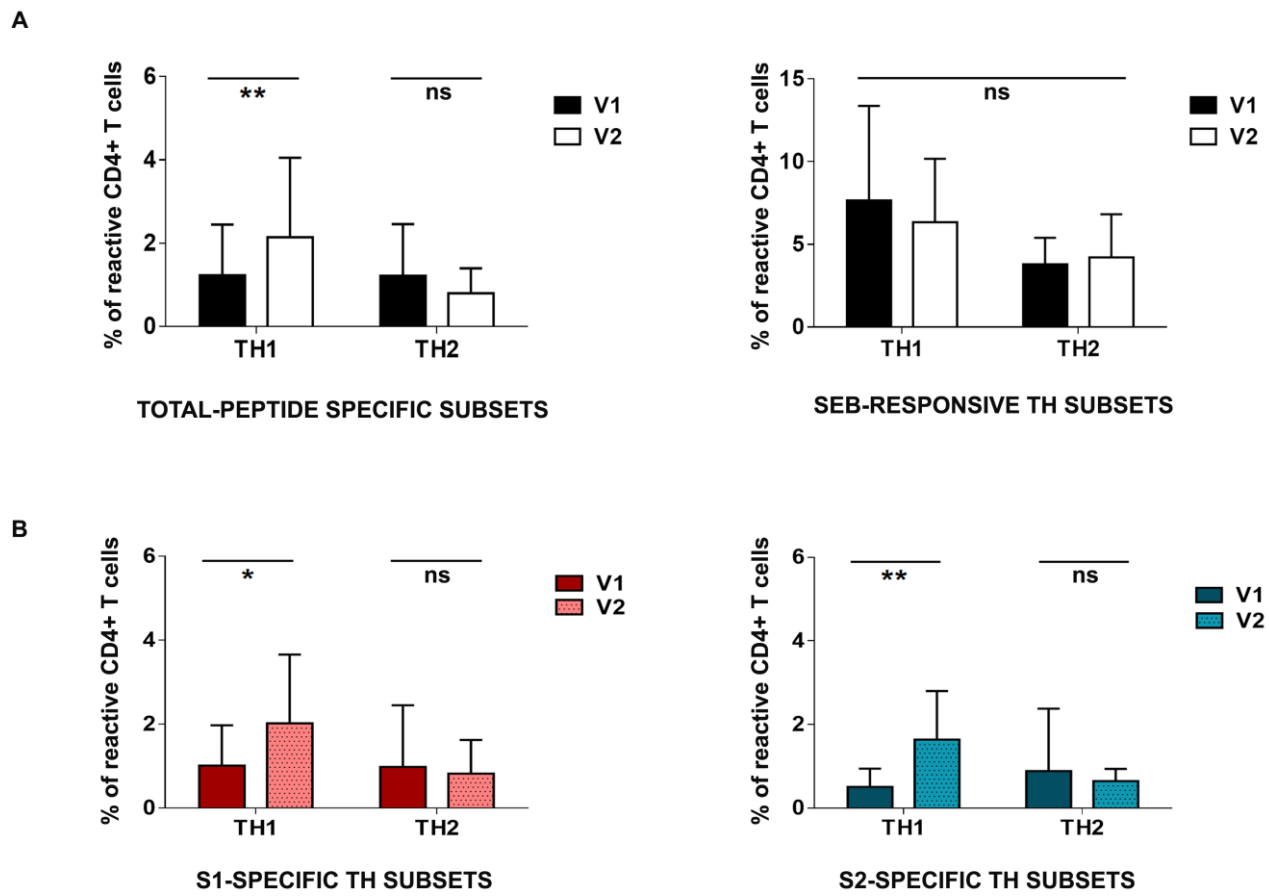 A
% of reactive CD4+ T cells
6
4
2
0
**
ns
V1
V2
TH1
TH2
TOTAL-PEPTIDE SPECIFIC SUBSETS
% of reactive CD4+ T cells
15
10
5
0
ns
V1
V2
TH1
TH2
SEB-RESPONSIVE TH SUBSETS
B
% of reactive CD4+ T cells
6
4
2
0
*
ns
V1
V2
TH1
TH2
S1-SPECIFIC TH SUBSETS
% of reactive CD4+ T cells
6
4
2
0
**
ns
V1
V2
TH1
TH2
S2-SPECIFIC TH SUBSETS